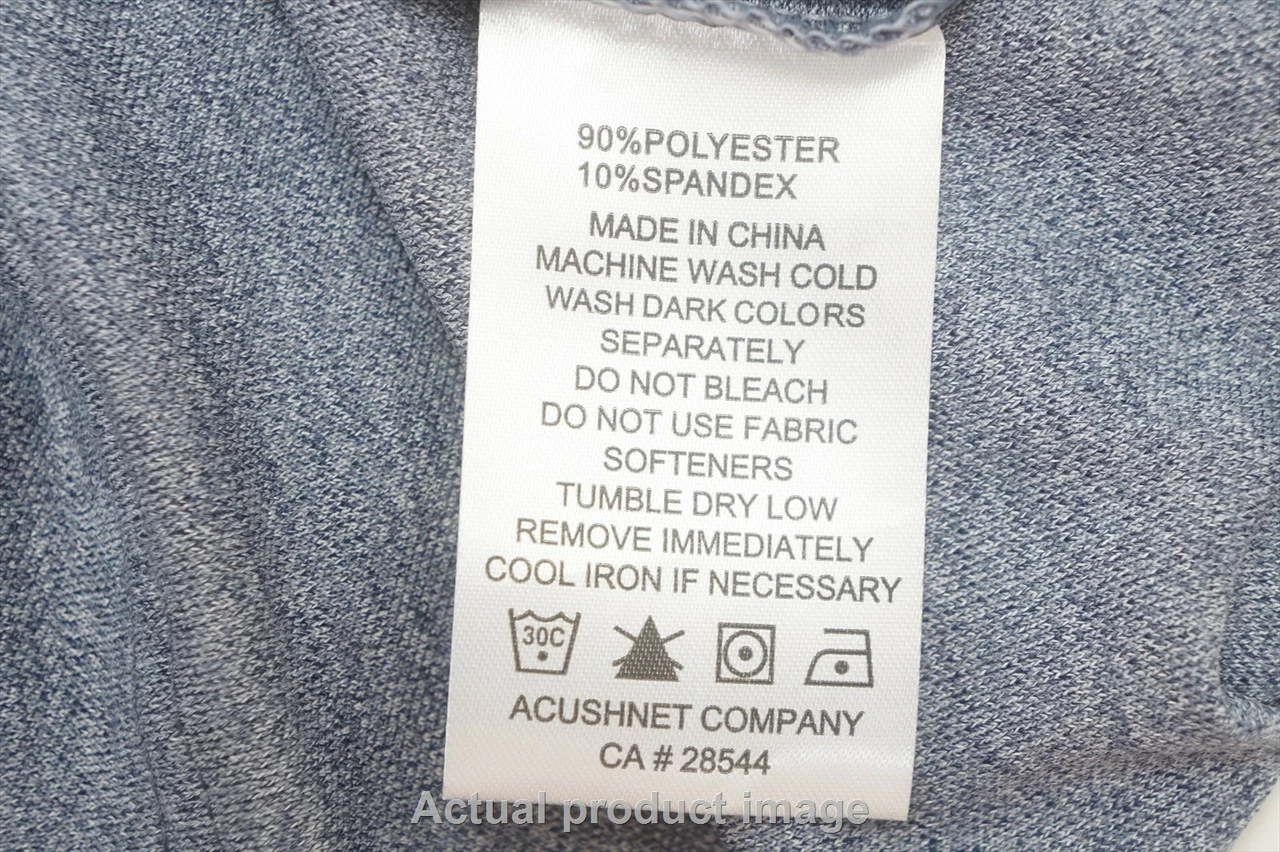 90%POLYESTER
10%SPANDEX
MADE IN CHINA
MACHINE WASH COLD
WASH DARK COLORS
SEPARATELY
DO NOT BLEACH
DO NOT USE FABRIC
SOFTENERS
TUMBLE DRY LOW
REMOVE IMMEDIATELY
COOL IRON IF NECESSARY
30C
ACUSHNET COMPANY
CA # 28544
Actual product image